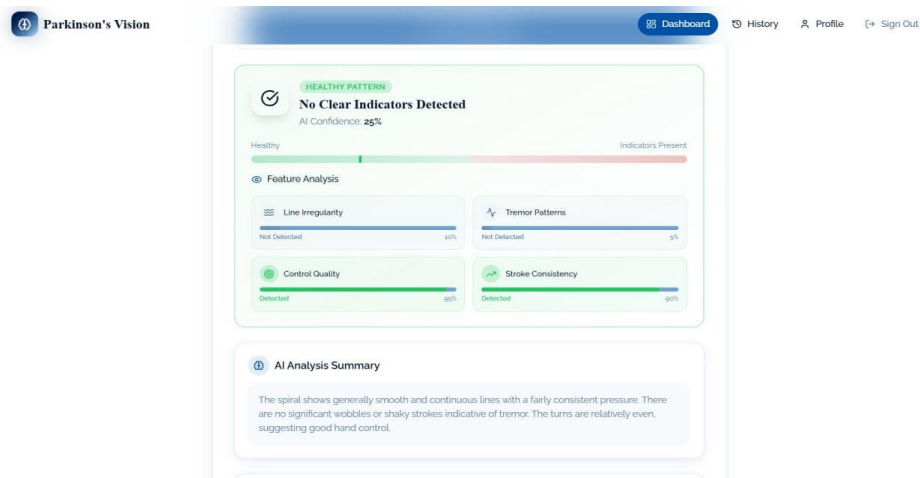 Parkinson's Vision
Dashboard
History
Profile
Sign Out
HEALTHY PATTERN
No Clear Indicators Detected
AI Confidence: 25%
Healthy
Indicators Present
Feature Analysis
Line Irregularity
Not Detected
10%
Tremor Patterns
Not Detected
5%
Control Quality
Detected
95%
Stroke Consistency
Detected
90%
AI Analysis Summary
The spiral shows generally smooth and continuous lines with a fairly consistent pressure. There
are no significant wobbles or shaky strokes indicative of tremor. The turns are relatively even,
suggesting good hand control.